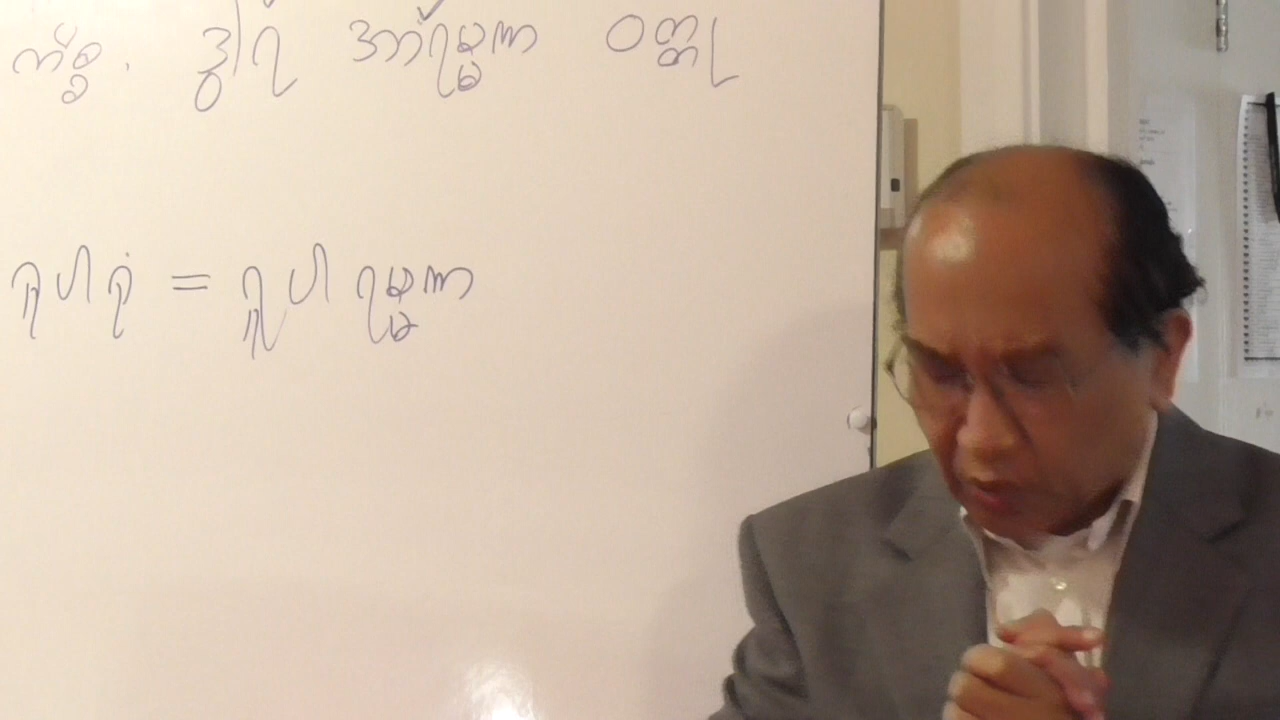 ကိစ္စ . ဒွါရ အာရမ္မဏ ဝတ္ထု
ရူပါရုံ = ရူပါ ရမ္မဏ